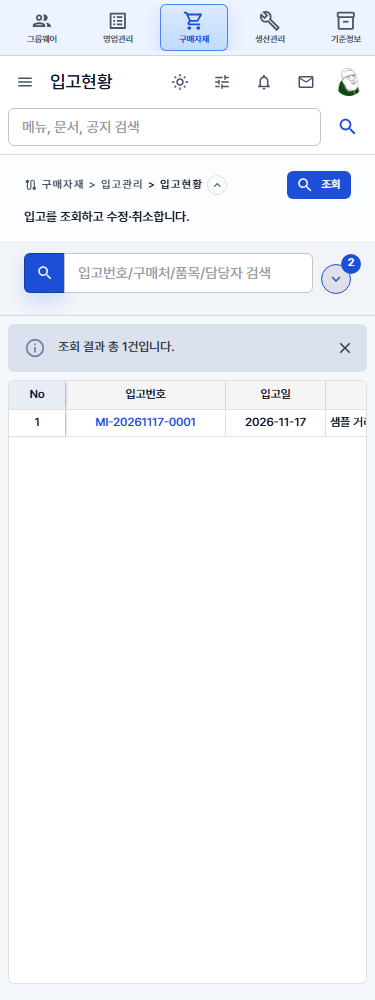 그룹웨어
영업관리
구매자재
생산관리
기준정보
입고현황
메뉴, 문서, 공지 검색
구매자재 > 입고관리 > 입고현황
조회
입고를 조회하고 수정·취소합니다.
입고번호/구매처/품목/담당자 검색
2
조회 결과 총 1건입니다.
No 입고번호 입고일
1 MI-20261117-0001 2026-11-17 샘플